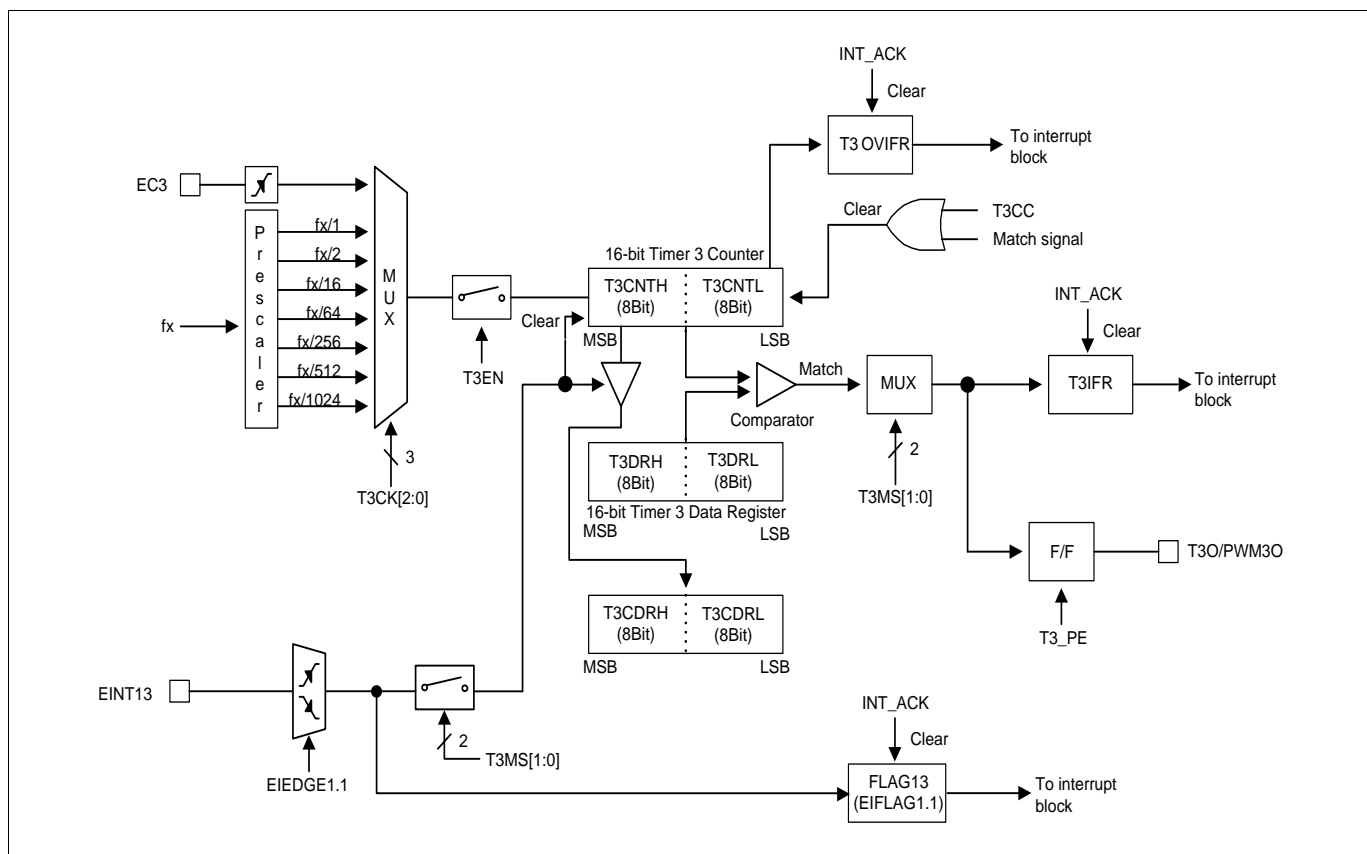 INT_ACK
Clear
T3 OVIFR
To interrupt
block
EC3
Prescaler
fx/1
fx/2
fx/16
fx/64
fx/256
fx/512
fx/1024
fx
MUX
3
T3CK[2:0]
T3EN
Clear
T3CC
Match signal
16-bit Timer 3 Counter
T3CNTH
(8Bit)
T3CNTL
(8Bit)
Clear
MSB
LSB
Match
Comparator
MUX
2
T3MS[1:0]
INT_ACK
Clear
T3IFR
To interrupt
block
T3DRH
(8Bit)
T3DRL
(8Bit)
16-bit Timer 3 Data Register
MSB
LSB
F/F
T3O/PWM3O
T3_PE
T3CDRH
(8Bit)
T3CDRL
(8Bit)
MSB
LSB
EINT13
EIEDGE1.1
2
T3MS[1:0]
INT_ACK
Clear
FLAG13
(EIFLAG1.1)
To interrupt
block